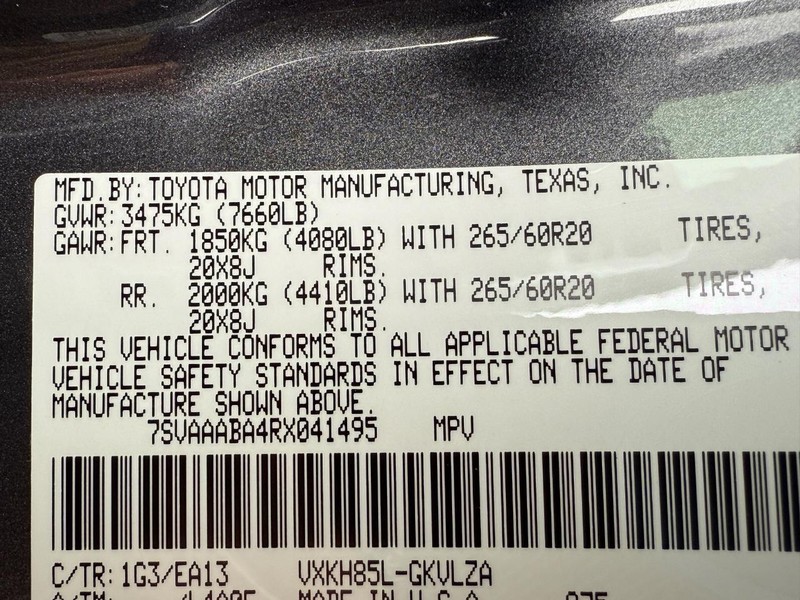 MFD.BY:TOYOTA MOTOR MANUFACTURING, TEXAS, INC.
GVWR:3475KG (7660LB)
GAWR:FRT. 1850KG (4080LB) WITH 265/60R20 TIRES,
20X8J RIMS.
RR. 2000KG (4410LB) WITH 265/60R20 TIRES,
20X8J RIMS.
THIS VEHICLE CONFORMS TO ALL APPLICABLE FEDERAL MOTOR
VEHICLE SAFETY STANDARDS IN EFFECT ON THE DATE OF
MANUFACTURE SHOWN ABOVE.
7SVAAABA4RX041495 MPV
C/TR:1G3/EA13 VXKH85L-GKVLZA
MADE IN U.S.A.